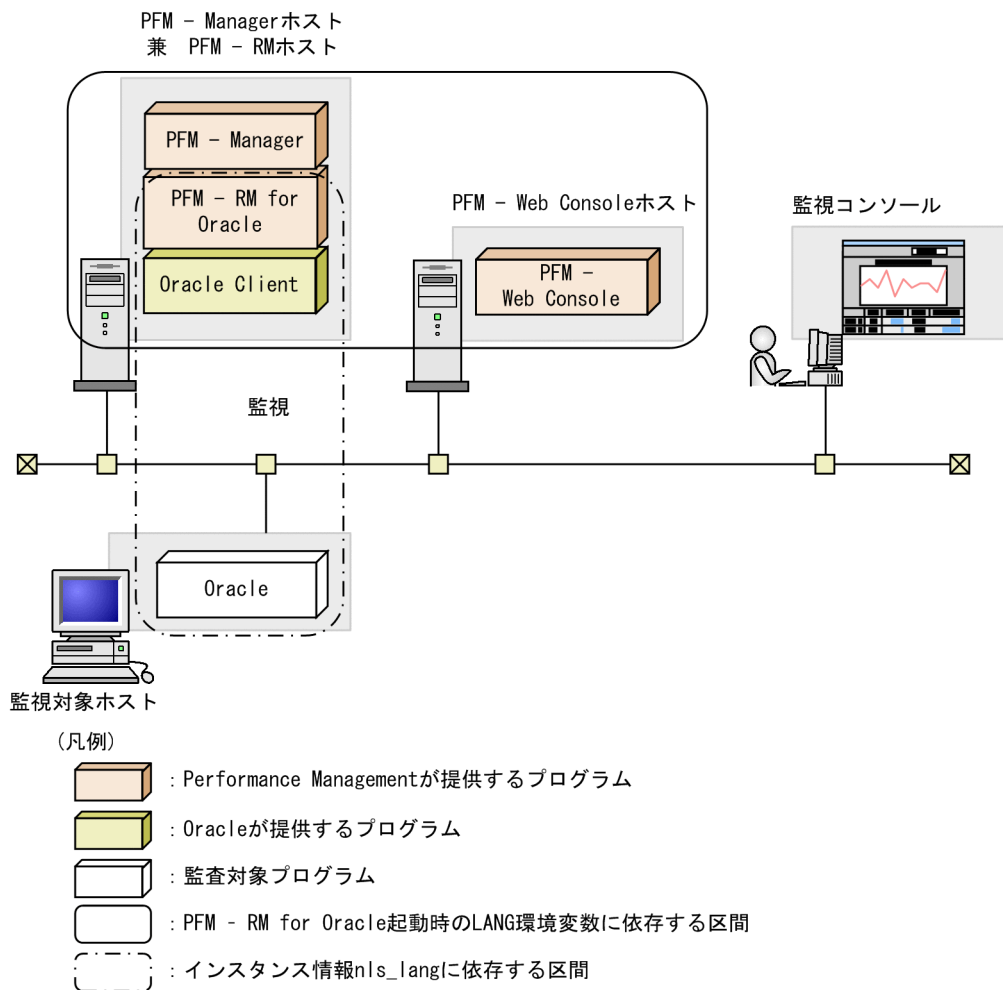 PFM - Managerホスト
兼　PFM - RMホスト
PFM - Manager
PFM - RM for
Oracle
Oracle Client
PFM - Web Consoleホスト
PFM -
Web Console
監視コンソール
監視
Oracle
監視対象ホスト
(凡例)
：Performance Managementが提供するプログラム
：Oracleが提供するプログラム
：監査対象プログラム
：PFM - RM for Oracle起動時のLANG環境変数に依存する区間
：インスタンス情報nls_langに依存する区間